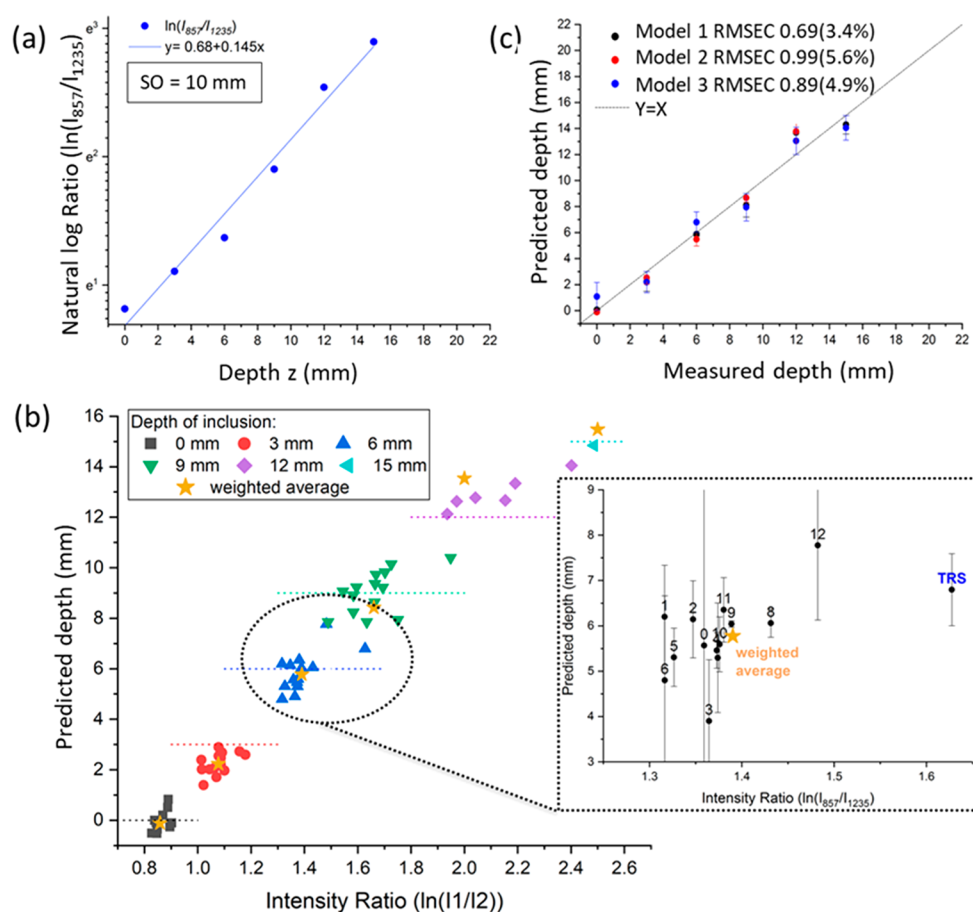 (a)
ln(I857/I1235)
y= 0.68+0.145x
SO = 10 mm
Natural log Ratio (ln(I857/I1235)
e3
e2
e1
0 2 4 6 8 10 12 14 16 18 20 22
Depth z (mm)
(c)
Model 1 RMSEC 0.69(3.4%)
Model 2 RMSEC 0.99(5.6%)
Model 3 RMSEC 0.89(4.9%)
Y=X
Predicted depth (mm)
22
20
18
16
14
12
10
8
6
4
2
0
0 2 4 6 8 10 12 14 16 18 20 22
Measured depth (mm)
(b)
Depth of inclusion:
0 mm 3 mm 6 mm
9 mm 12 mm 15 mm
weighted average
Predicted depth (mm)
16
14
12
10
8
6
4
2
0
0.8 1.0 1.2 1.4 1.6 1.8 2.0 2.2 2.4 2.6
Intensity Ratio (ln(I1/I2))
Predicted depth (mm)
9
8
7
6
5
4
3
12
TRS
1
2
11
9
8
0
10
4
5
6
3
weighted
average
1.3 1.4 1.5 1.6
Intensity Ratio (ln(I857/I1235)